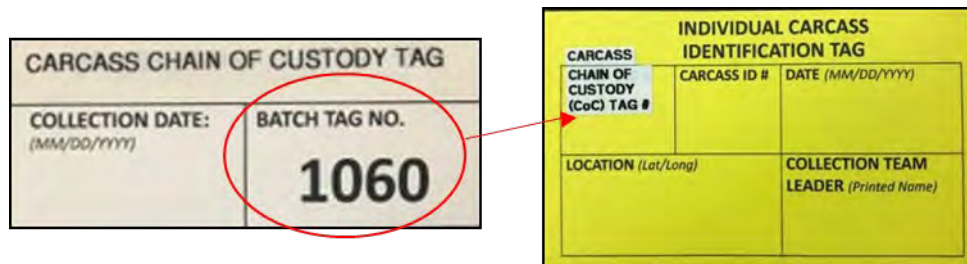 CARCASS CHAIN OF CUSTODY TAG
COLLECTION DATE:
(MM/DD/YYYY)
BATCH TAG NO.
1060
INDIVIDUAL CARCASS
IDENTIFICATION TAG
CARCASS
CHAIN OF
CUSTODY
(CoC) TAG #
CARCASS ID #
DATE (MM/DD/YYYY)
LOCATION (Lat/Long)
COLLECTION TEAM
LEADER (Printed Name)